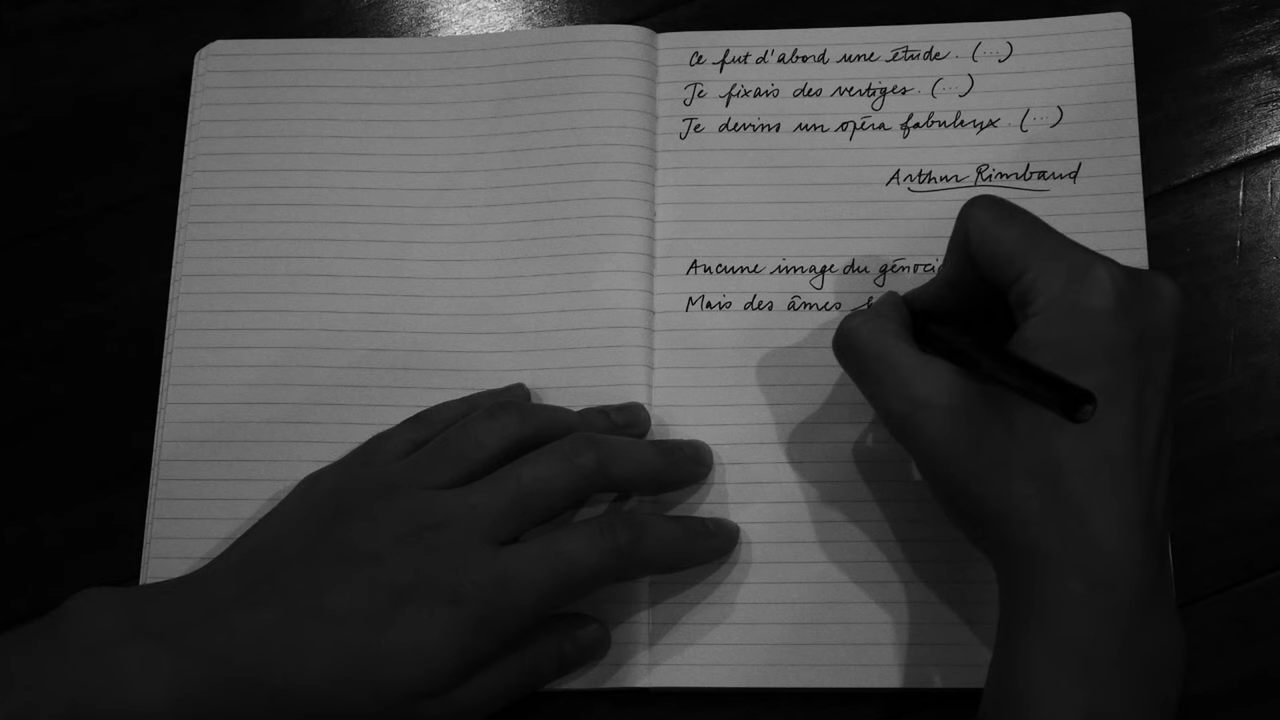 Ce fut d'abord une étude. (...)
Je fixais des vertiges. (...)
Je devins un opéra fabuleux. (...)
Arthur Rimbaud
Aucune image du génoci
Mais des âmes